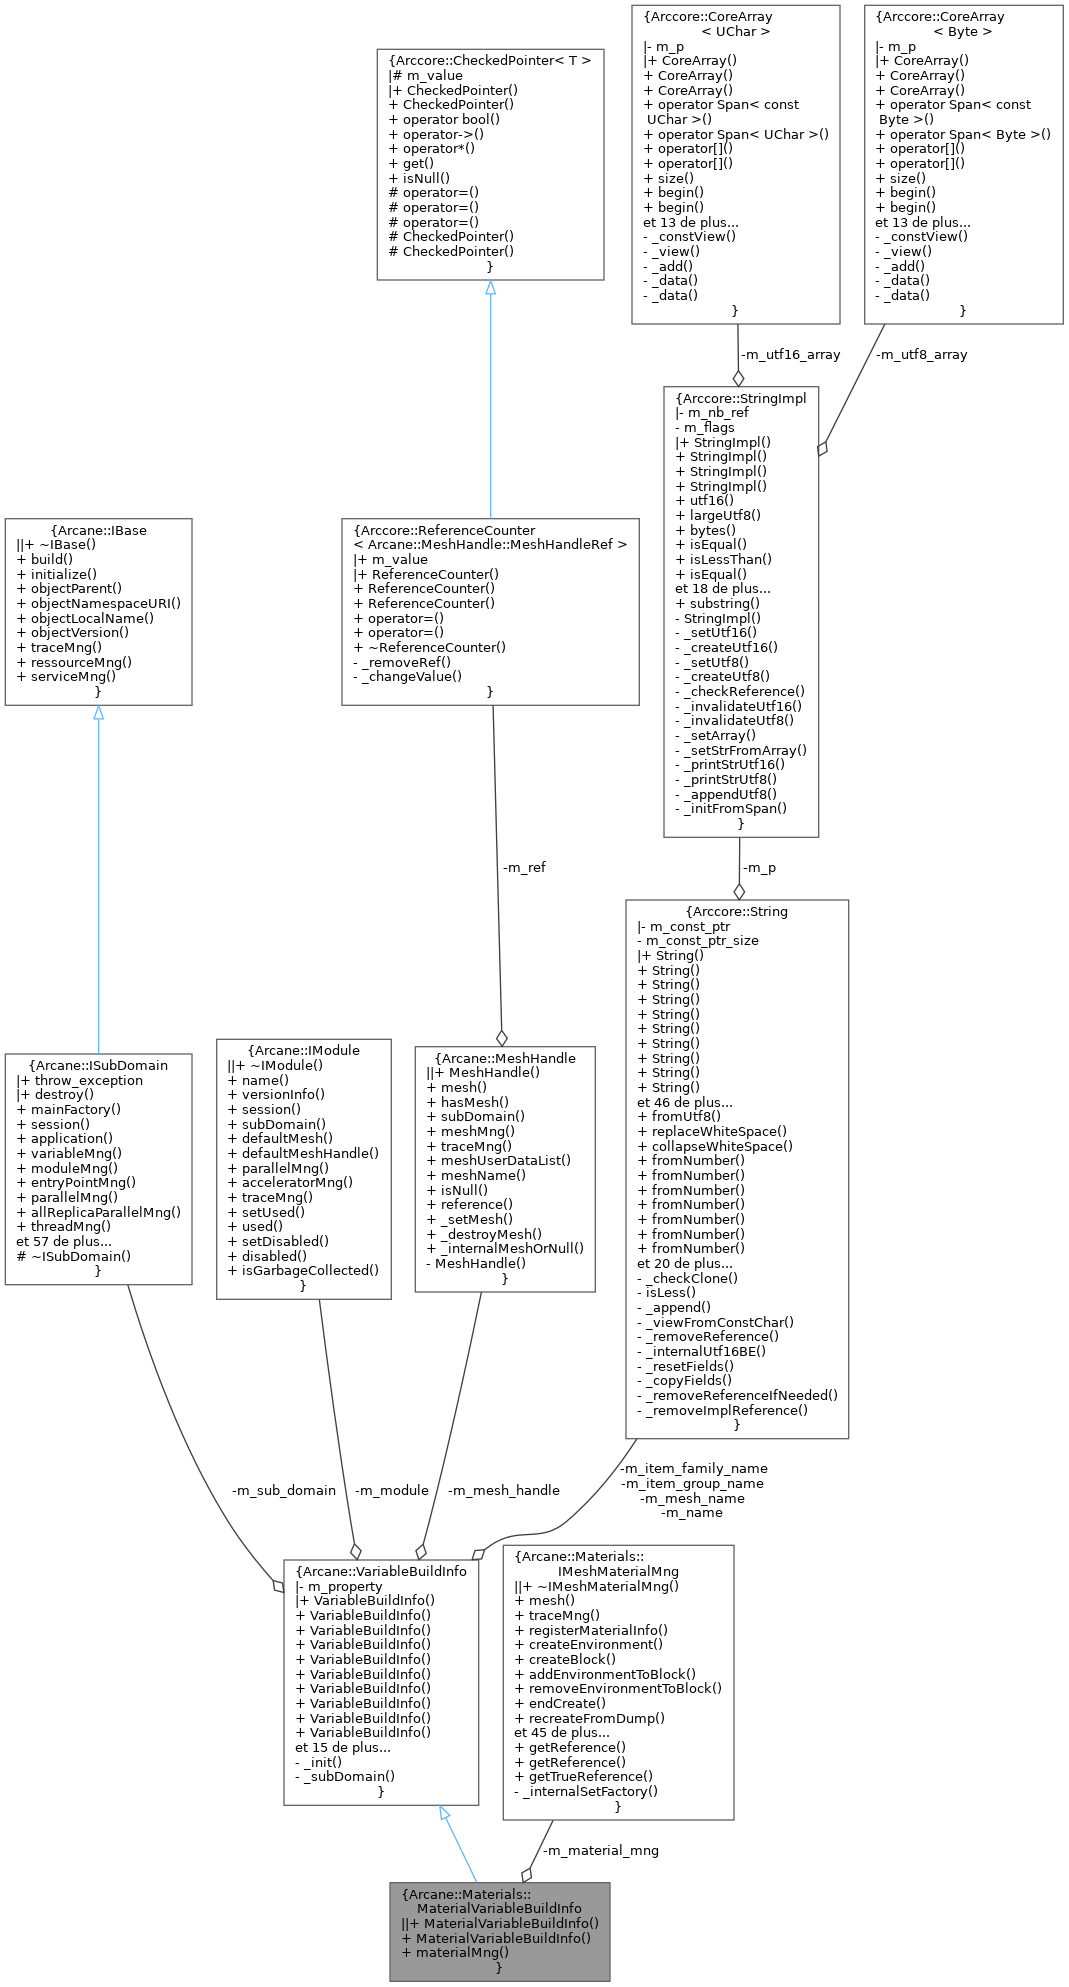 {Arccore::CoreArray
< UChar >
|- m_p
|+ CoreArray()
+ CoreArray()
+ CoreArray()
+ operator Span< const
UChar >()
+ operator Span< UChar >()
+ operator[]()
+ operator[]()
+ size()
+ begin()
+ begin()
et 13 de plus...
- _constView()
- _view()
- _add()
- _data()
- _data()
}
{Arccore::CoreArray
< Byte >
|- m_p
|+ CoreArray()
+ CoreArray()
+ CoreArray()
+ operator Span< const
Byte >()
+ operator Span< Byte >()
+ operator[]()
+ operator[]()
+ size()
+ begin()
+ begin()
et 13 de plus...
- _constView()
- _view()
- _add()
- _data()
- _data()
}
{Arccore::CheckedPointer< T >
|# m_value
|+ CheckedPointer()
+ CheckedPointer()
+ operator bool()
+ operator->()
+ operator*()
+ get()
+ isNull()
# operator=()
# operator=()
# operator=()
# CheckedPointer()
# CheckedPointer()
}
-m_utf16_array
-m_utf8_array
{Arccore::StringImpl
|- m_nb_ref
- m_flags
|+ StringImpl()
+ StringImpl()
+ StringImpl()
+ StringImpl()
+ utf16()
+ largeUtf8()
+ bytes()
+ isEqual()
+ isLessThan()
+ isEqual()
et 18 de plus...
+ substring()
- StringImpl()
- _setUtf16()
- _createUtf16()
- _setUtf8()
- _createUtf8()
- _checkReference()
- _invalidateUtf16()
- _invalidateUtf8()
- _setArray()
- _setStrFromArray()
- _printStrUtf16()
- _printStrUtf8()
- _appendUtf8()
- _initFromSpan()
}
{Arcane::IBase
||+ ~IBase()
+ build()
+ initialize()
+ objectParent()
+ objectNamespaceURI()
+ objectLocalName()
+ objectVersion()
+ traceMng()
+ ressourceMng()
+ serviceMng()
}
{Arccore::ReferenceCounter
< Arcane::MeshHandle::MeshHandleRef >
|+ m_value
|+ ReferenceCounter()
+ ReferenceCounter()
+ ReferenceCounter()
+ operator=()
+ operator=()
+ ~ReferenceCounter()
- _removeRef()
- _changeValue()
}
-m_ref
-m_p
{Arccore::String
|- m_const_ptr
- m_const_ptr_size
|+ String()
+ String()
+ String()
+ String()
+ String()
+ String()
+ String()
+ String()
+ String()
+ String()
et 46 de plus...
+ fromUtf8()
+ replaceWhiteSpace()
+ collapseWhiteSpace()
+ fromNumber()
+ fromNumber()
+ fromNumber()
+ fromNumber()
+ fromNumber()
+ fromNumber()
+ fromNumber()
et 20 de plus...
- _checkClone()
- isLess()
- _append()
- _viewFromConstChar()
- _removeReference()
- _internalUtf16BE()
- _resetFields()
- _copyFields()
- _removeReferenceIfNeeded()
- _removeImplReference()
}
{Arcane::ISubDomain
|+ throw_exception
|+ destroy()
+ mainFactory()
+ session()
+ application()
+ variableMng()
+ moduleMng()
+ entryPointMng()
+ parallelMng()
+ allReplicaParallelMng()
+ threadMng()
et 57 de plus...
# ~ISubDomain()
}
{Arcane::IModule
||+ ~IModule()
+ name()
+ versionInfo()
+ session()
+ subDomain()
+ defaultMesh()
+ defaultMeshHandle()
+ parallelMng()
+ acceleratorMng()
+ traceMng()
+ setUsed()
+ used()
+ setDisabled()
+ disabled()
+ isGarbageCollected()
}
{Arcane::MeshHandle
||+ MeshHandle()
+ mesh()
+ hasMesh()
+ subDomain()
+ meshMng()
+ traceMng()
+ meshUserDataList()
+ meshName()
+ isNull()
+ reference()
+ _setMesh()
+ _destroyMesh()
+ _internalMeshOrNull()
- MeshHandle()
}
-m_sub_domain
-m_module
-m_mesh_handle
-m_item_family_name
-m_item_group_name
-m_mesh_name
-m_name
{Arcane::VariableBuildInfo
|- m_property
|+ VariableBuildInfo()
+ VariableBuildInfo()
+ VariableBuildInfo()
+ VariableBuildInfo()
+ VariableBuildInfo()
+ VariableBuildInfo()
+ VariableBuildInfo()
+ VariableBuildInfo()
+ VariableBuildInfo()
+ VariableBuildInfo()
et 15 de plus...
- _init()
- _subDomain()
}
{Arcane::Materials::
IMeshMaterialMng
||+ ~IMeshMaterialMng()
+ mesh()
+ traceMng()
+ registerMaterialInfo()
+ createEnvironment()
+ createBlock()
+ addEnvironmentToBlock()
+ removeEnvironmentToBlock()
+ endCreate()
+ recreateFromDump()
et 45 de plus...
+ getReference()
+ getReference()
+ getTrueReference()
- _internalSetFactory()
}
-m_material_mng
{Arcane::Materials::
MaterialVariableBuildInfo
||+ MaterialVariableBuildInfo()
+ MaterialVariableBuildInfo()
+ materialMng()
}